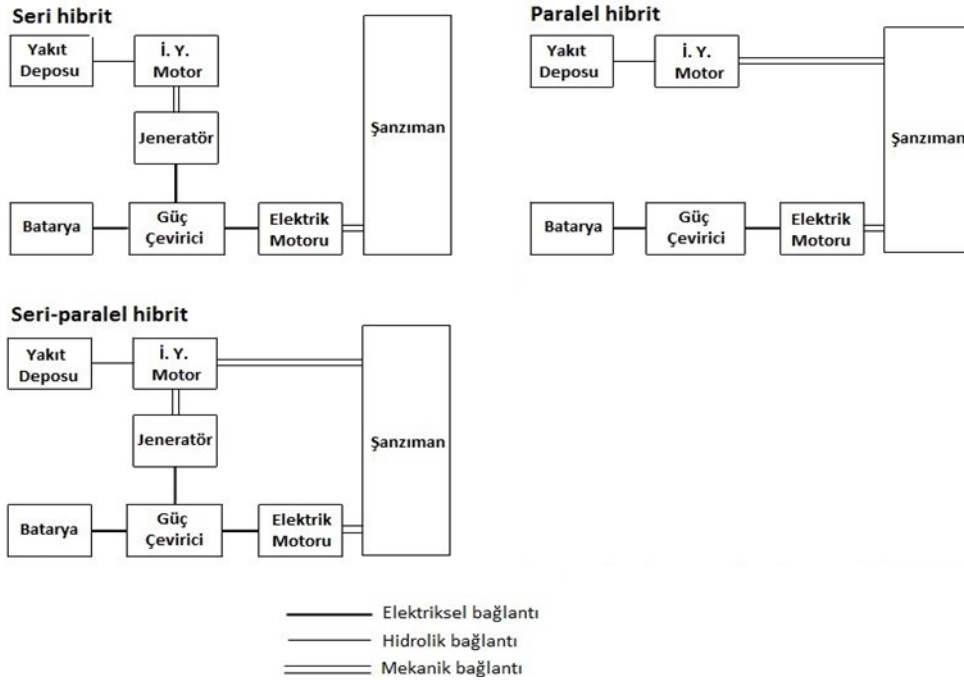 Seri hibrit
Yakıt
Deposu
İ. Y.
Motor
Jeneratör
Batarya
Güç
Çevirici
Elektrik
Motoru
Şanzıman
Paralel hibrit
Yakıt
Deposu
İ. Y.
Motor
Batarya
Güç
Çevirici
Elektrik
Motoru
Şanzıman
Seri-paralel hibrit
Yakıt
Deposu
İ. Y.
Motor
Jeneratör
Batarya
Güç
Çevirici
Elektrik
Motoru
Şanzıman
Elektriksel bağlantı
Hidrolik bağlantı
Mekanik bağlantı